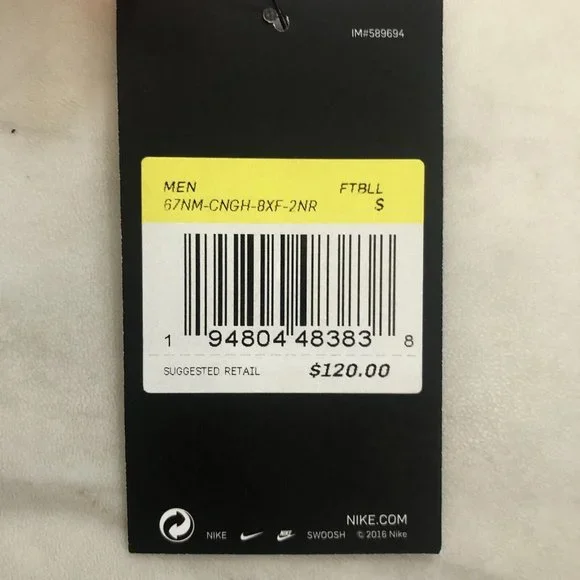 IM#589694
MEN FTBLL
67NM-CNGH-8XF-2NR S
1 94804 48383 8
SUGGESTED RETAIL $120.00
NIKE.COM
NIKE NIKE SWOOSH © 2016 Nike